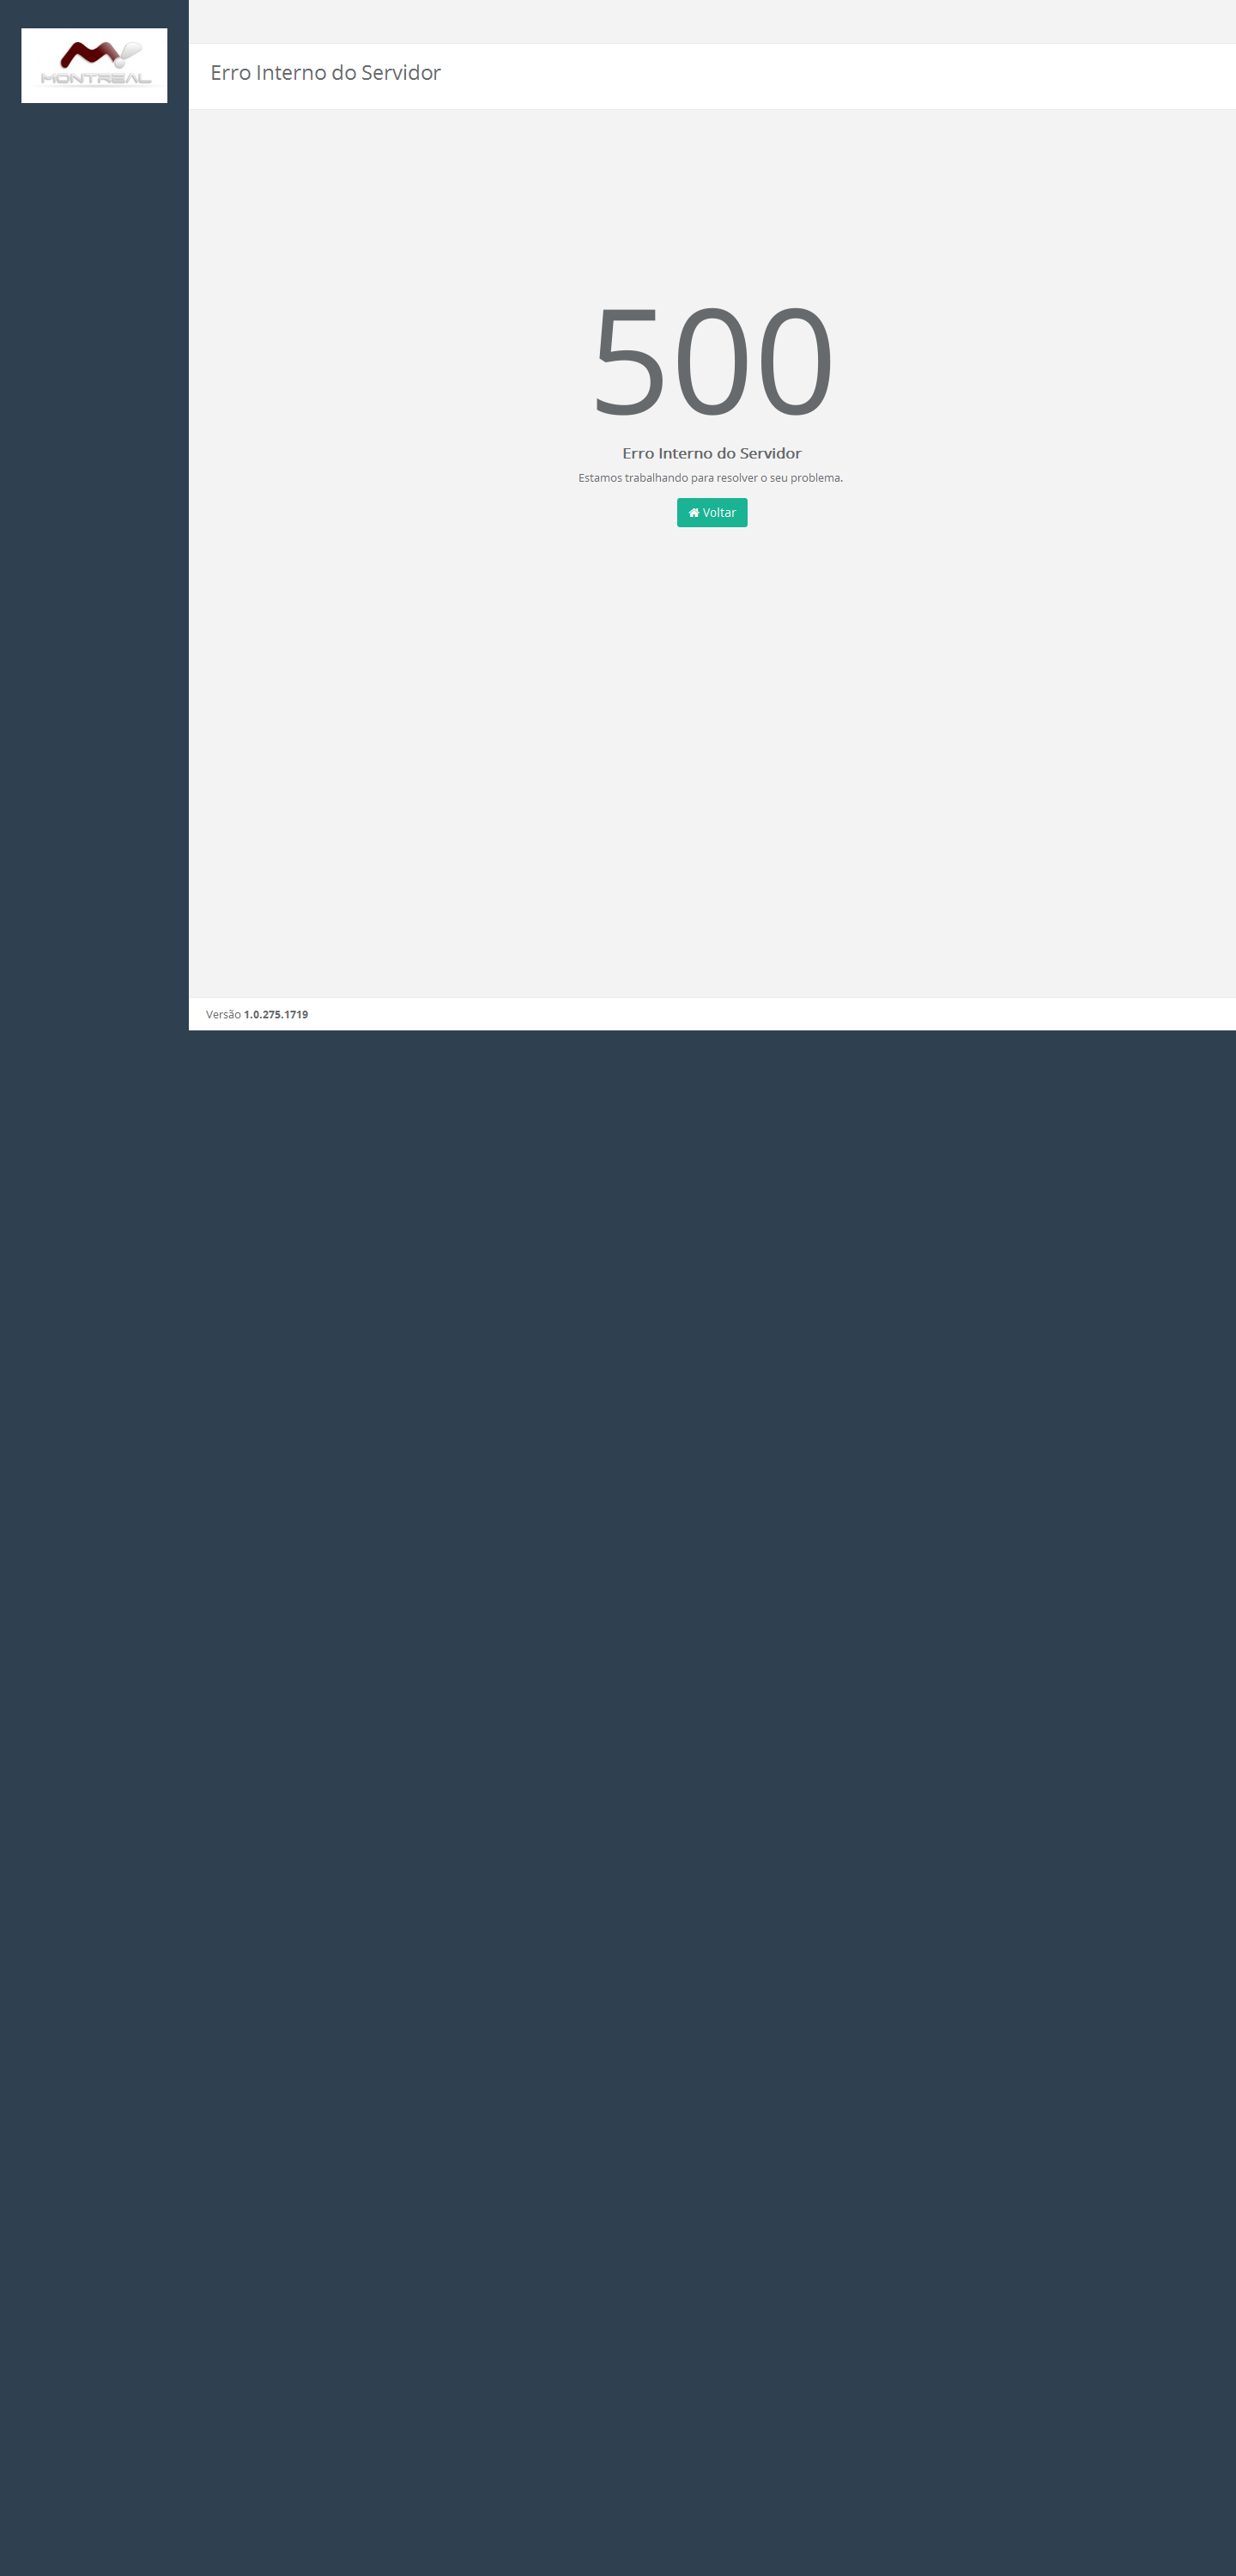 MONTREAL
Erro Interno do Servidor
500
Erro Interno do Servidor
Estamos trabalhando para resolver o seu problema.
Voltar
Versão 1.0.275.1719